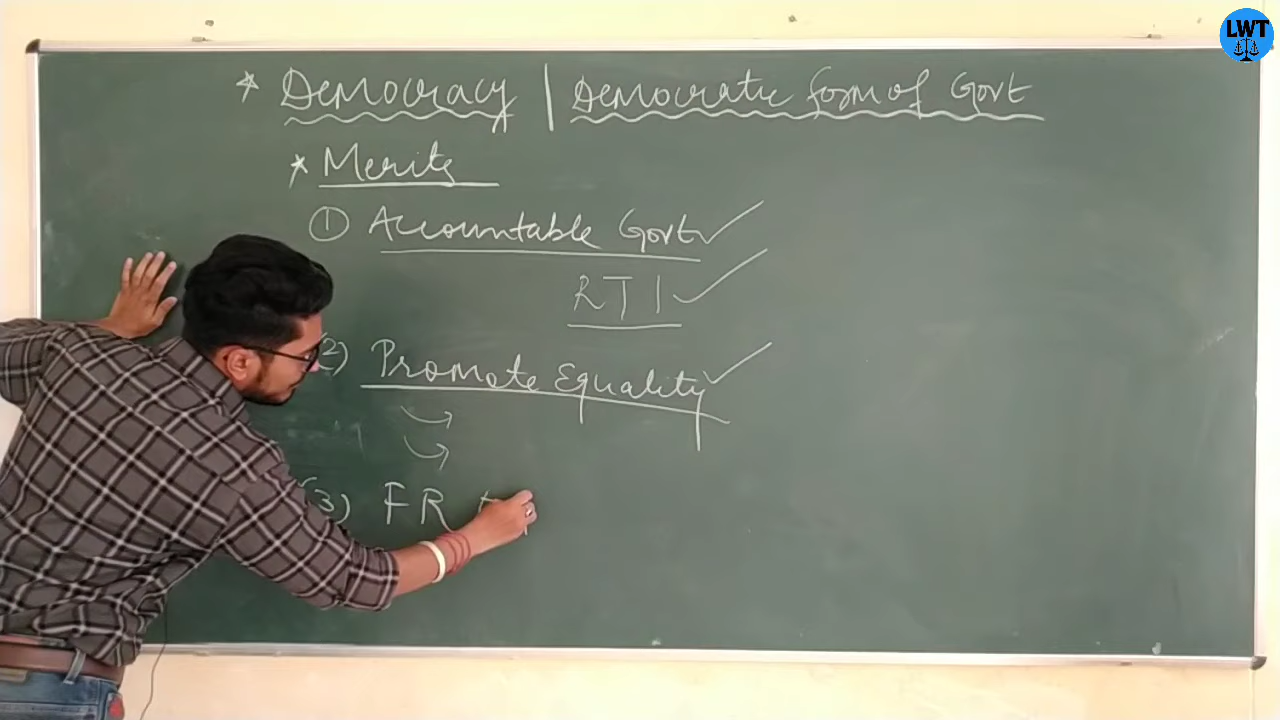 * Democracy | Democratic form of Govt
* Merits
① Accountable Govt ✓
RTI ✓
(2) Promote Equality ✓
(3) FR
LWT